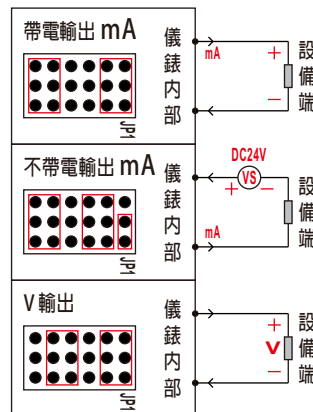 帶電輸出 mA
JP1
儀錶內部
mA
+
−
設備端
不帶電輸出 mA
JP1
儀錶內部
DC24V
VS
+ −
mA
設備端
V 輸出
JP1
儀錶內部
+
V
−
設備端